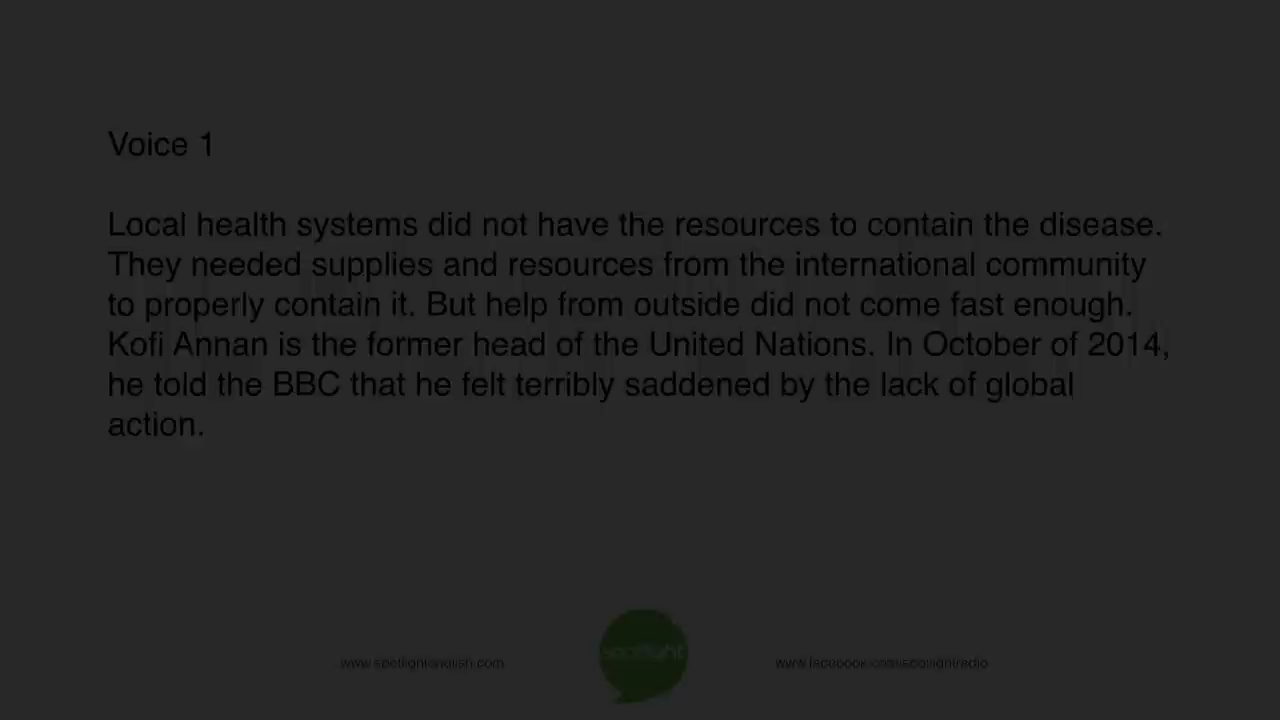 Voice 1
Local health systems did not have the resources to contain the disease.
They needed supplies and resources from the international community
to properly contain it. But help from outside did not come fast enough.
Kofi Annan is the former head of the United Nations. In October of 2014,
he told the BBC that he felt terribly saddened by the lack of global
action.
spotlight
www.spotlightenglish.com
www.facebook.com/spotlightradio